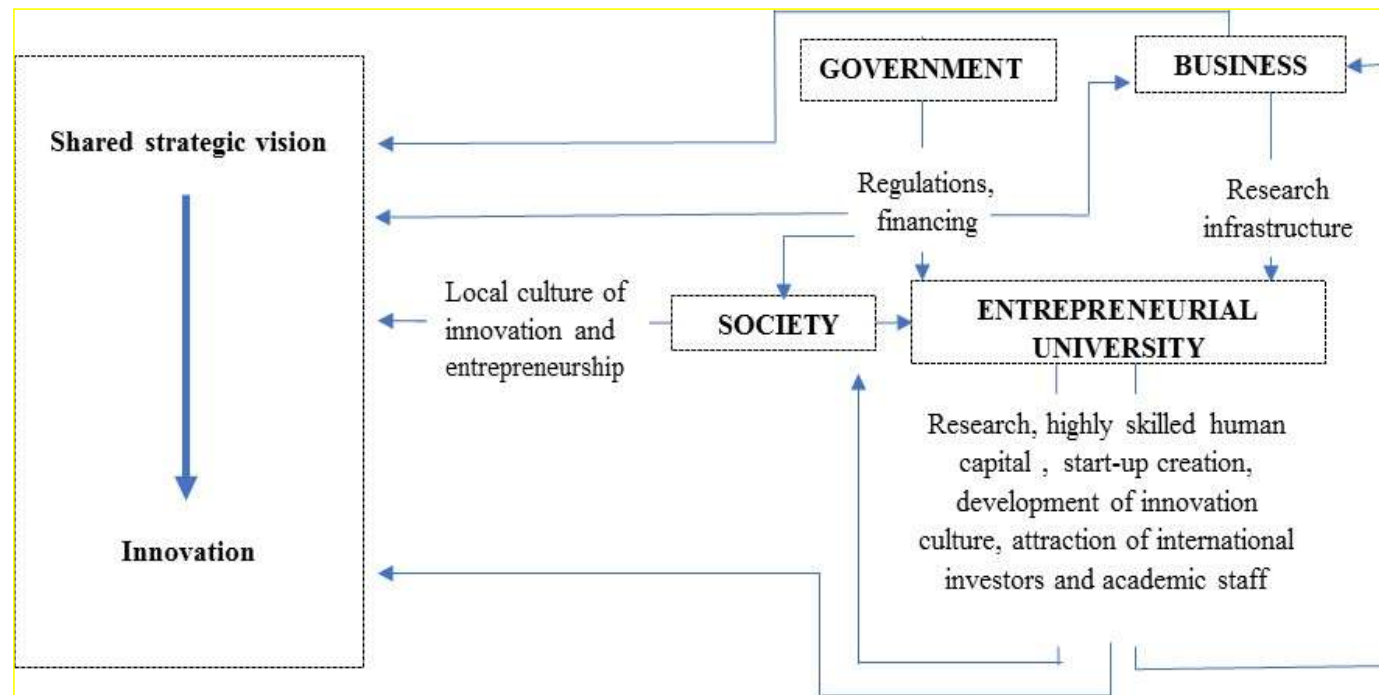 GOVERNMENT
BUSINESS
Shared strategic vision
Regulations,
financing
Research
infrastructure
Local culture of
innovation and
entrepreneurship
SOCIETY
ENTREPRENEURIAL
UNIVERSITY
Research, highly skilled human
capital , start-up creation,
development of innovation
culture, attraction of international
investors and academic staff
Innovation